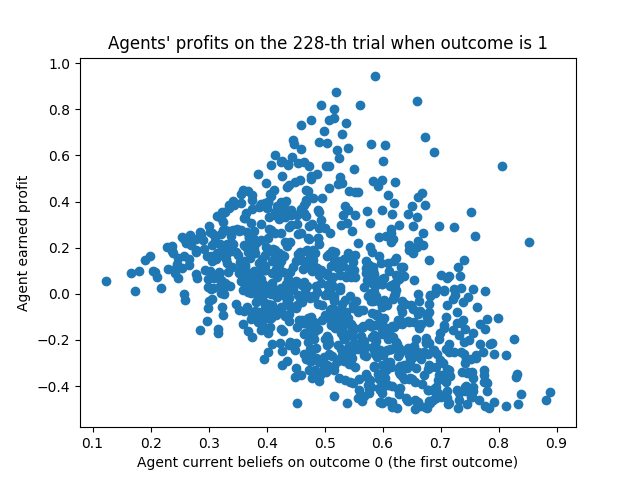 Agents' profits on the 228-th trial when outcome is 1
1.0
0.8
0.6
0.4
0.2
0.0
−0.2
−0.4
Agent earned profit
0.1 0.2 0.3 0.4 0.5 0.6 0.7 0.8 0.9
Agent current beliefs on outcome 0 (the first outcome)